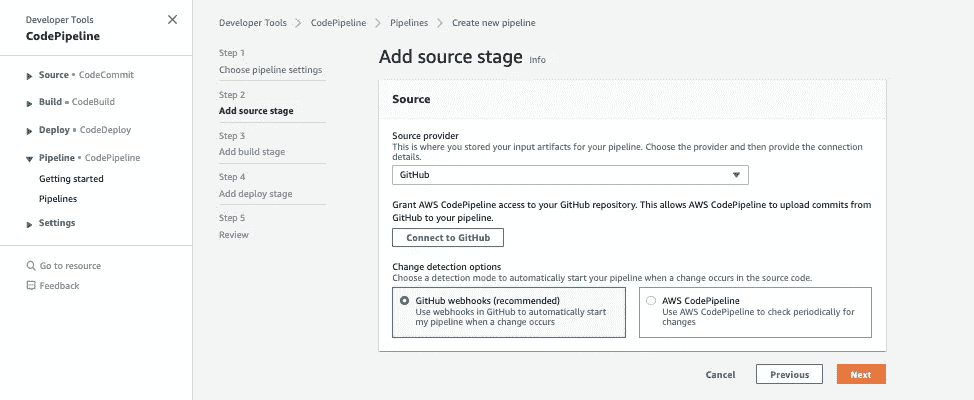 Developer Tools
CodePipeline
Source • CodeCommit
Build • CodeBuild
Deploy • CodeDeploy
Pipeline • CodePipeline
Getting started
Pipelines
Settings
Go to resource
Feedback
Developer Tools > CodePipeline > Pipelines > Create new pipeline
Step 1
Choose pipeline settings
Step 2
Add source stage
Step 3
Add build stage
Step 4
Add deploy stage
Step 5
Review
Add source stage Info
Source
Source provider
This is where you stored your input artifacts for your pipeline. Choose the provider and then provide the connection
details.
GitHub
Grant AWS CodePipeline access to your GitHub repository. This allows AWS CodePipeline to upload commits from
GitHub to your pipeline.
Connect to GitHub
Change detection options
Choose a detection mode to automatically start your pipeline when a change occurs in the source code.
GitHub webhooks (recommended)
Use webhooks in GitHub to automatically start
my pipeline when a change occurs
AWS CodePipeline
Use AWS CodePipeline to check periodically for
changes
Cancel
Previous
Next